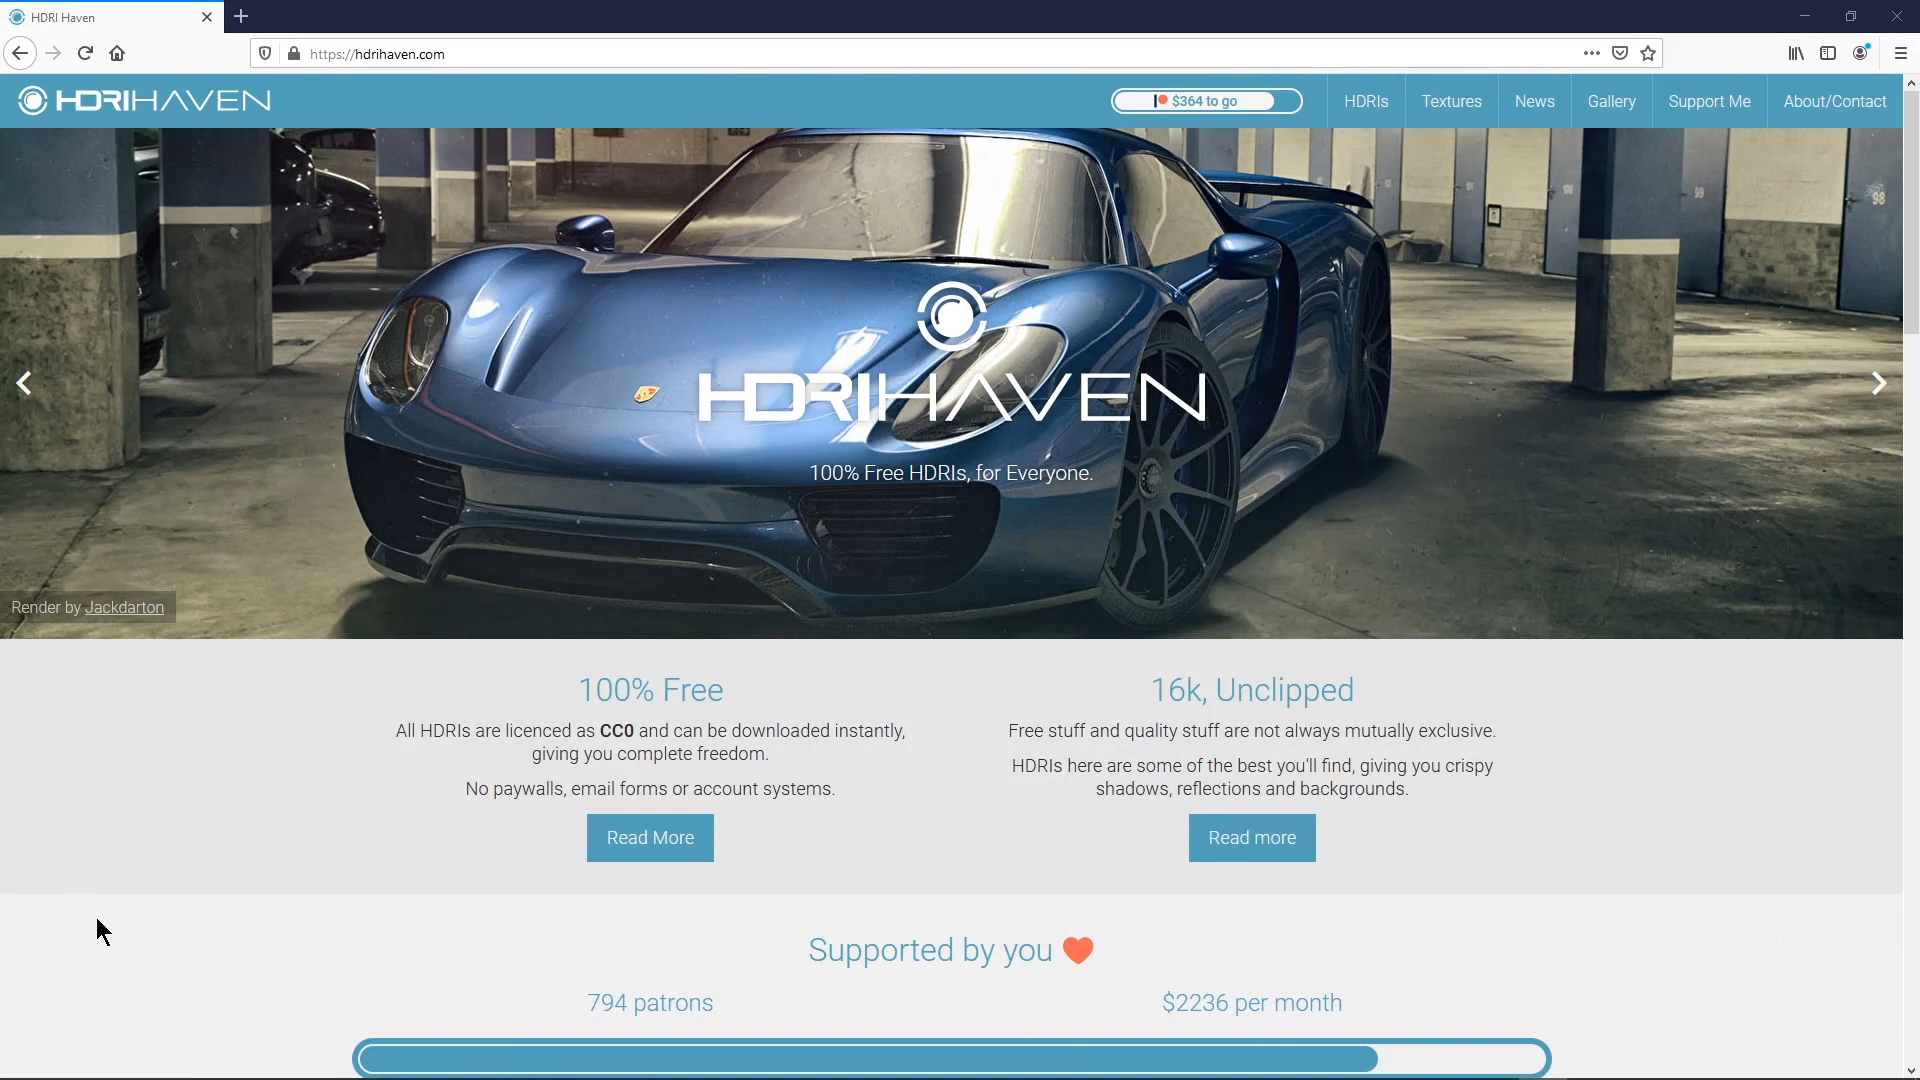 HDRI Haven
https://hdrihaven.com
HDRIHAVEN
$364 to go
HDRIs
Textures
News
Gallery
Support Me
About/Contact
99
98
HDRIHAVEN
100% Free HDRIs, for Everyone.
Render by Jackdarton
100% Free
All HDRIs are licenced as CC0 and can be downloaded instantly,
giving you complete freedom.
No paywalls, email forms or account systems.
Read More
16k, Unclipped
Free stuff and quality stuff are not always mutually exclusive.
HDRIs here are some of the best you'll find, giving you crispy
shadows, reflections and backgrounds.
Read more
Supported by you
794 patrons
$2236 per month